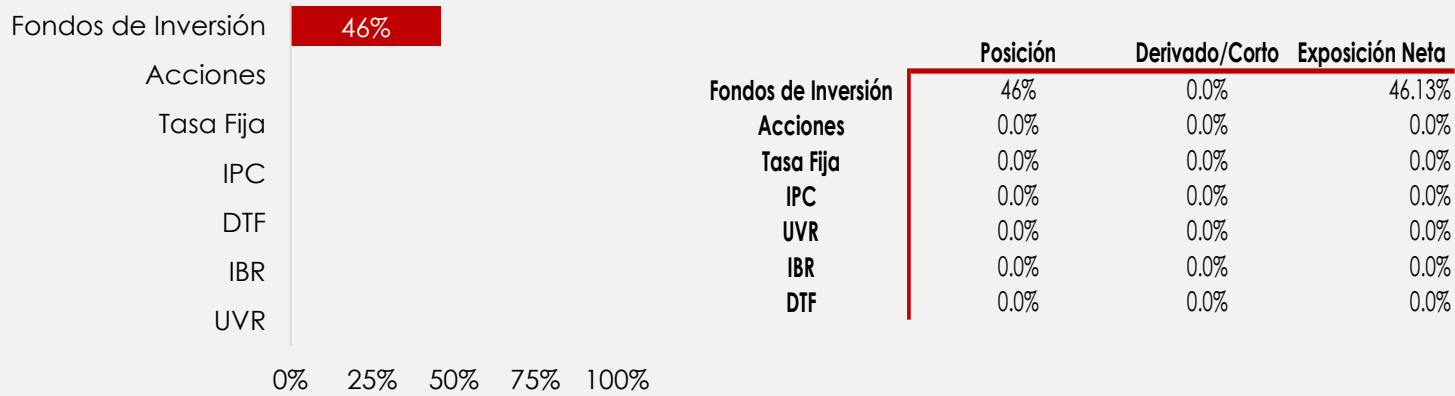 Fondos de Inversión 46%
Acciones
Tasa Fija
IPC
DTF
IBR
UVR
0% 25% 50% 75% 100%
Posición Derivado/Corto Exposición Neta
Fondos de Inversión 46% 0.0% 46.13%
Acciones 0.0% 0.0% 0.0%
Tasa Fija 0.0% 0.0% 0.0%
IPC 0.0% 0.0% 0.0%
UVR 0.0% 0.0% 0.0%
IBR 0.0% 0.0% 0.0%
DTF 0.0% 0.0% 0.0%